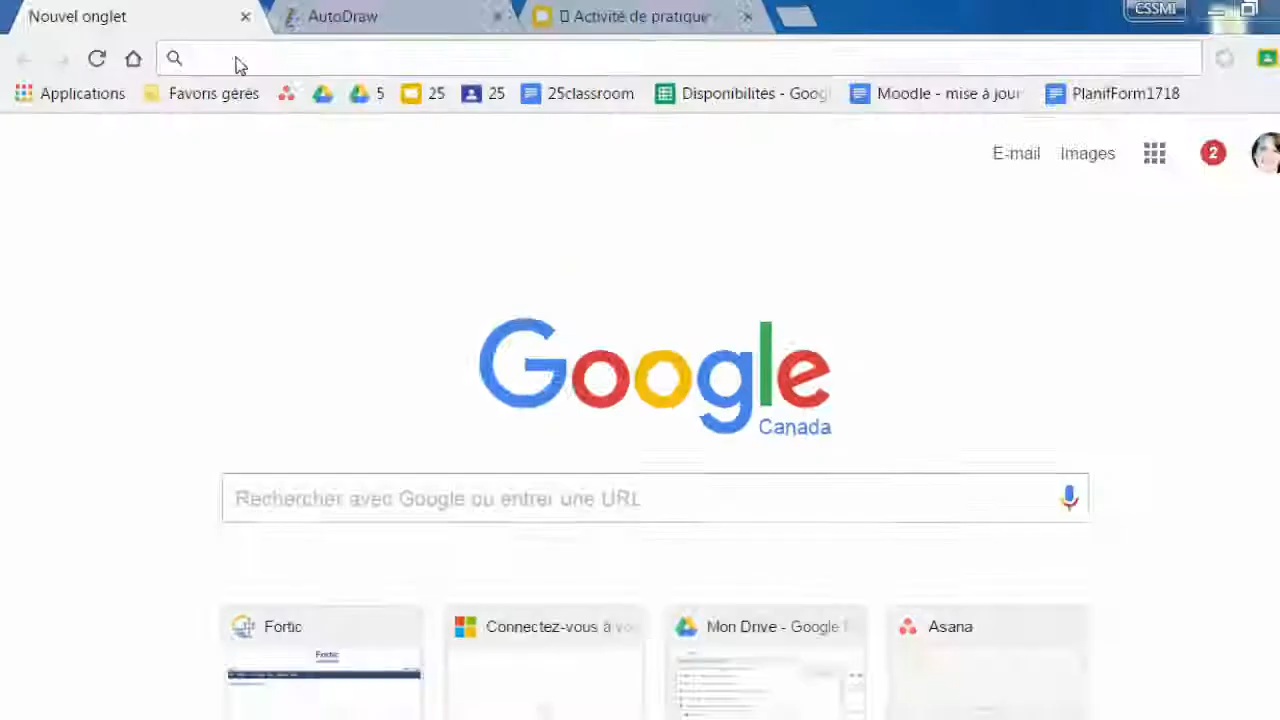 Nouvel onglet
AutoDraw
Activité de pratique
CSSMI
Applications
Favoris gérés
5
25
25
25classroom
Disponibilités - Googl
Moodle - mise à jour
PlanifForm1718
E-mail
Images
2
Google
Canada
Rechercher avec Google ou entrer une URL
Fortic
Connectez-vous à vo
Mon Drive - Google
Asana
Fortic